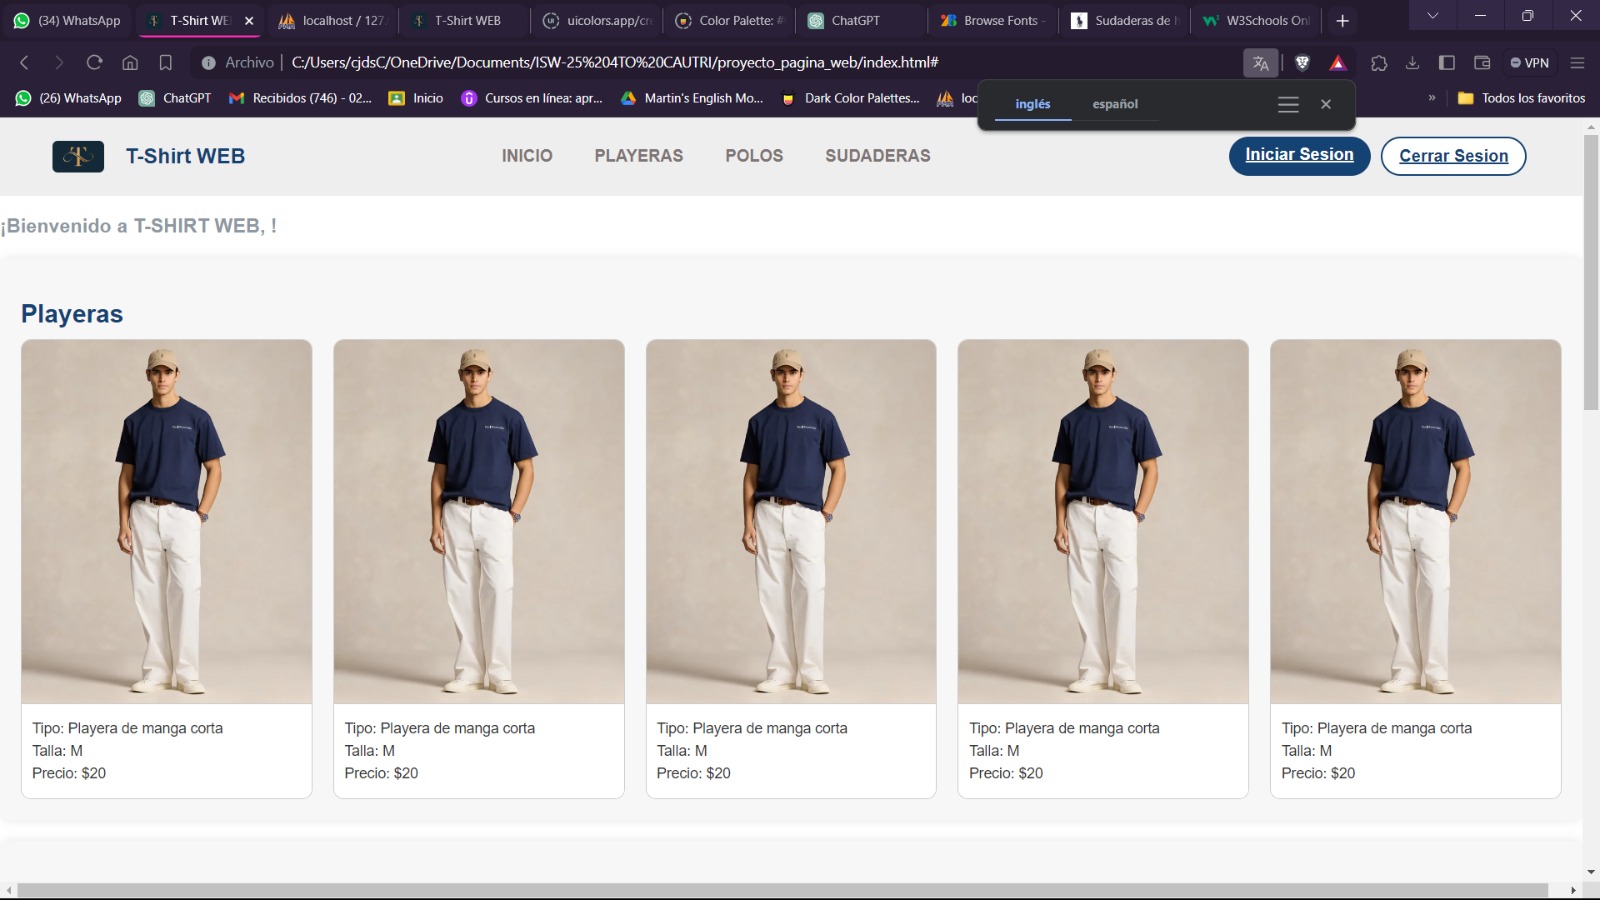 (34) WhatsApp
T-Shirt WE
localhost / 127.
T-Shirt WEB
uicolors.app/cre
Color Palette: #
ChatGPT
Browse Fonts -
Sudaderas de h
W3Schools Onl
Archivo
C:/Users/cjdsC/OneDrive/Documents/ISW-25%204TO%20CAUTRI/proyecto_pagina_web/index.html#
VPN
(26) WhatsApp
ChatGPT
Recibidos (746) - 02...
Inicio
Cursos en línea: apr...
Martin's English Mo...
Dark Color Palettes...
loc
inglés
español
»
Todos los favoritos
T-Shirt WEB
INICIO
PLAYERAS
POLOS
SUDADERAS
Iniciar Sesion
Cerrar Sesion
¡Bienvenido a T-SHIRT WEB, !
Playeras
Tipo: Playera de manga corta
Talla: M
Precio: $20
Tipo: Playera de manga corta
Talla: M
Precio: $20
Tipo: Playera de manga corta
Talla: M
Precio: $20
Tipo: Playera de manga corta
Talla: M
Precio: $20
Tipo: Playera de manga corta
Talla: M
Precio: $20